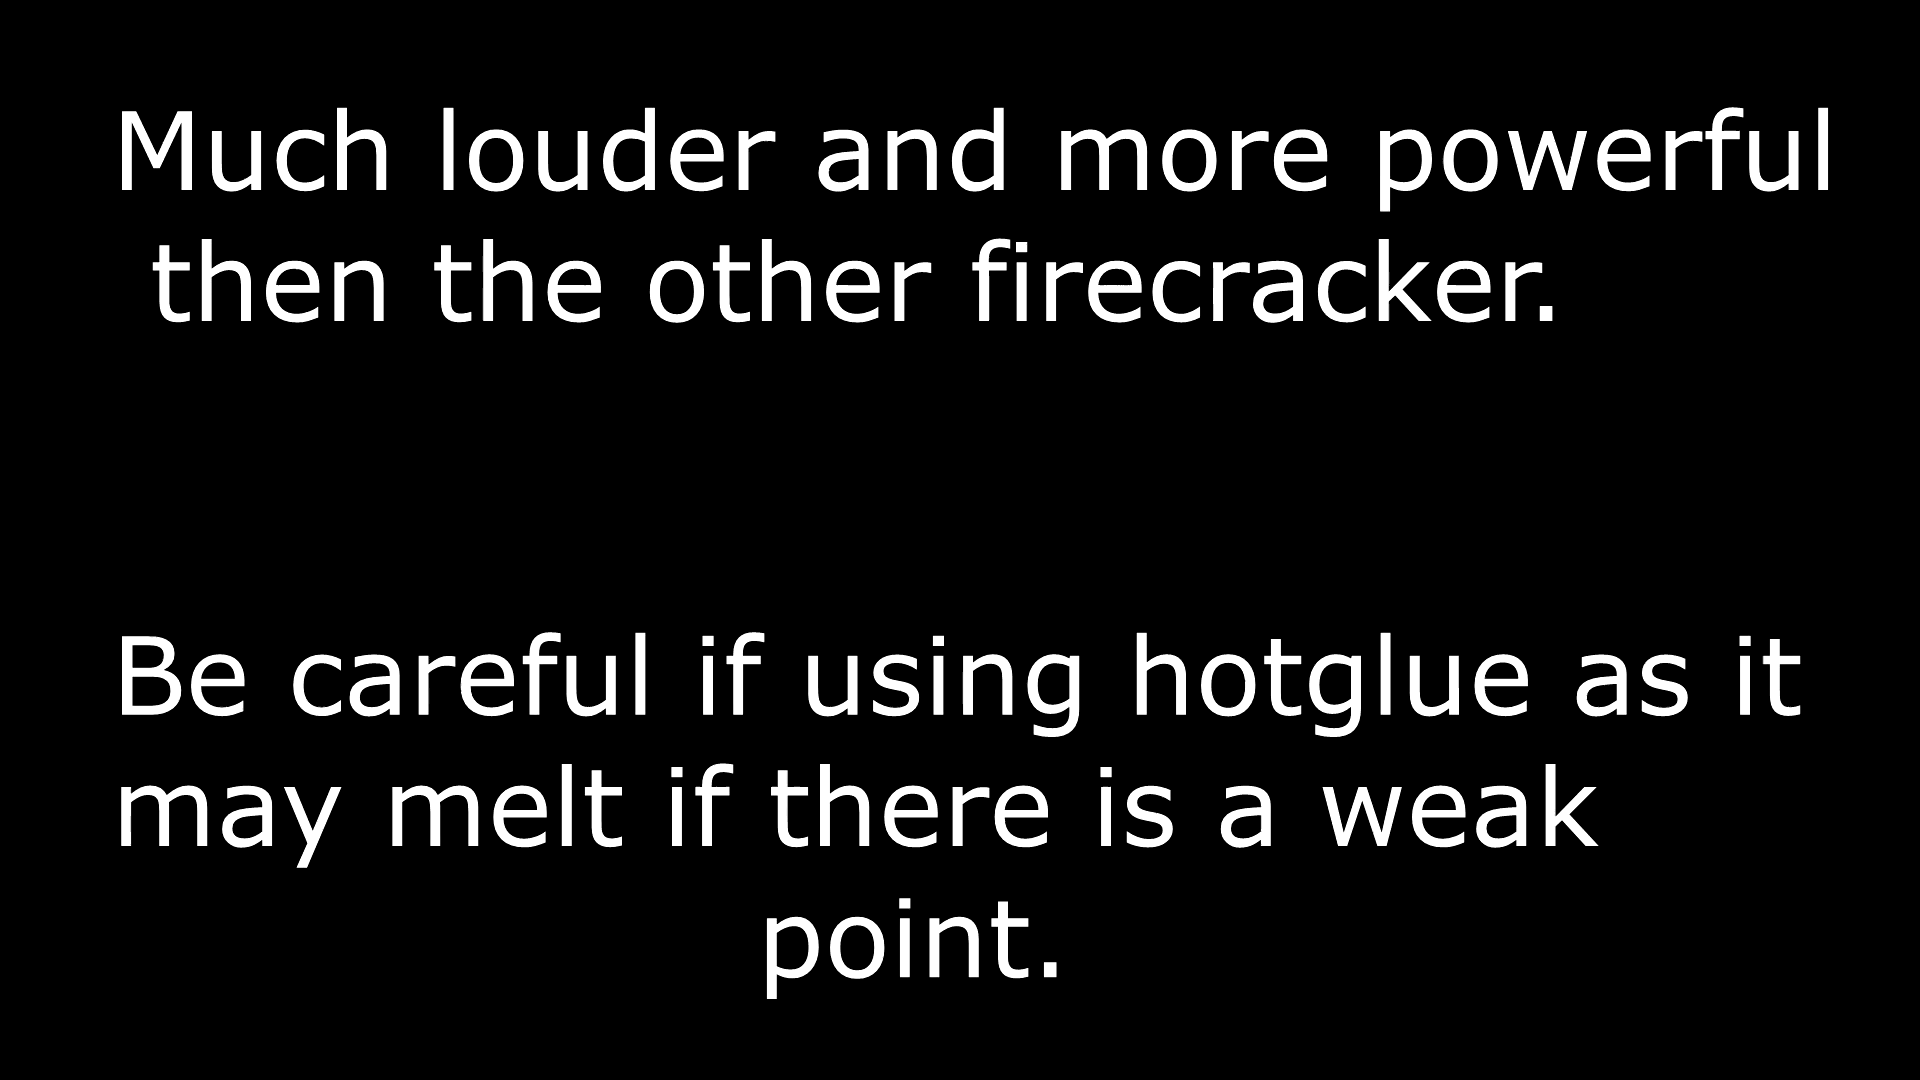 Much louder and more powerful
then the other firecracker.
Be careful if using hotglue as it
may melt if there is a weak
point.